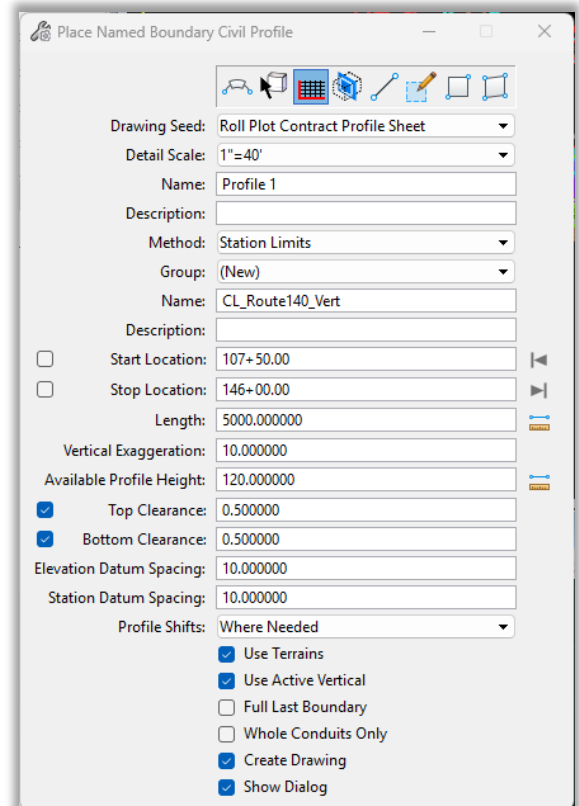 Place Named Boundary Civil Profile
Drawing Seed: Roll Plot Contract Profile Sheet
Detail Scale: 1"=40'
Name: Profile 1
Description:
Method: Station Limits
Group: (New)
Name: CL_Route140_Vert
Description:
Start Location: 107+50.00
Stop Location: 146+00.00
Length: 5000.000000
Vertical Exaggeration: 10.000000
Available Profile Height: 120.000000
Top Clearance: 0.500000
Bottom Clearance: 0.500000
Elevation Datum Spacing: 10.000000
Station Datum Spacing: 10.000000
Profile Shifts: Where Needed
Use Terrains
Use Active Vertical
Full Last Boundary
Whole Conduits Only
Create Drawing
Show Dialog